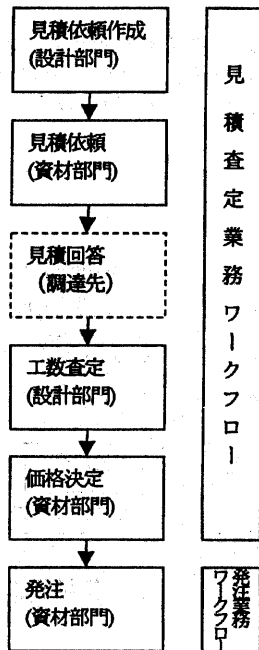 見積依頼作成
(設計部門)
見積依頼
(資材部門)
見積回答
(調達先)
工数査定
(設計部門)
価格決定
(資材部門)
発注
(資材部門)
見積査定業務ワークフロー
発注業務
ワークフロー